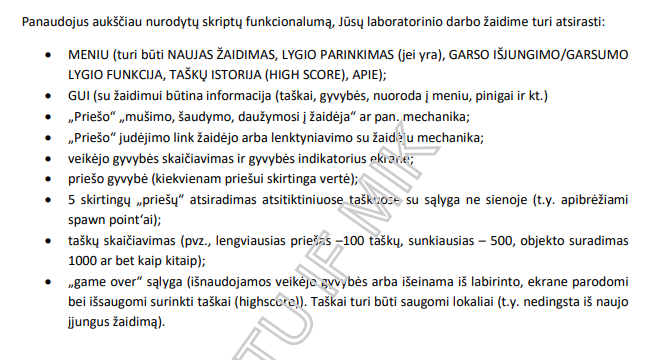 Panaudojus aukščiau nurodytų skriptų funkcionalumą, Jūsų laboratorinio darbo žaidime turi atsirasti:
• MENIU (turi būti NAUJAS ŽAIDIMAS, LYGIO PARINKIMAS (jei yra), GARSO IŠJUNGIMO/GARSUMO
LYGIO FUNKCIJA, TAŠKŲ ISTORIJA (HIGH SCORE), APIE);
• GUI (su žaidimui būtina informacija (taškai, gyvybės, nuoroda į meniu, pinigai ir kt.)
• „Priešo“ „mušimo, šaudymo, daužymosi į žaidėja“ ar pan. mechanika;
• „Priešo“ judėjimo link žaidėjo arba lenktyniavimo su žaidėju mechanika;
• veikėjo gyvybės skaičiavimas ir gyvybės indikatorius ekrane;
• priešo gyvybė (kiekvienam priešui skirtinga vertė);
• 5 skirtingų „priešų“ atsiradimas atsitiktiniuose taškuose su sąlyga ne sienoje (t.y. apibrėžiami
spawn point‘ai);
• taškų skaičiavimas (pvz., lengviausias priešas –100 taškų, sunkiausias – 500, objekto suradimas
1000 ar bet kaip kitaip);
• „game over“ sąlyga (išnaudojamos veikėjo gyvybės arba išeinama iš labirinto, ekrane parodomi
bei išsaugomi surinkti taškai (highscore)). Taškai turi būti saugomi lokaliai (t.y. nedingsta iš naujo
įjungus žaidimą).
KTU IF MIK